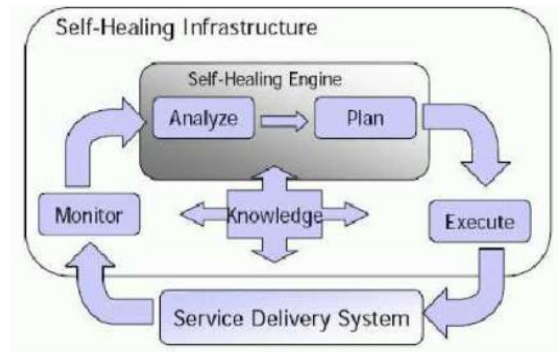 Self-Healing Infrastructure
Self-Healing Engine
Analyze
Plan
Monitor
Knowledge
Execute
Service Delivery System